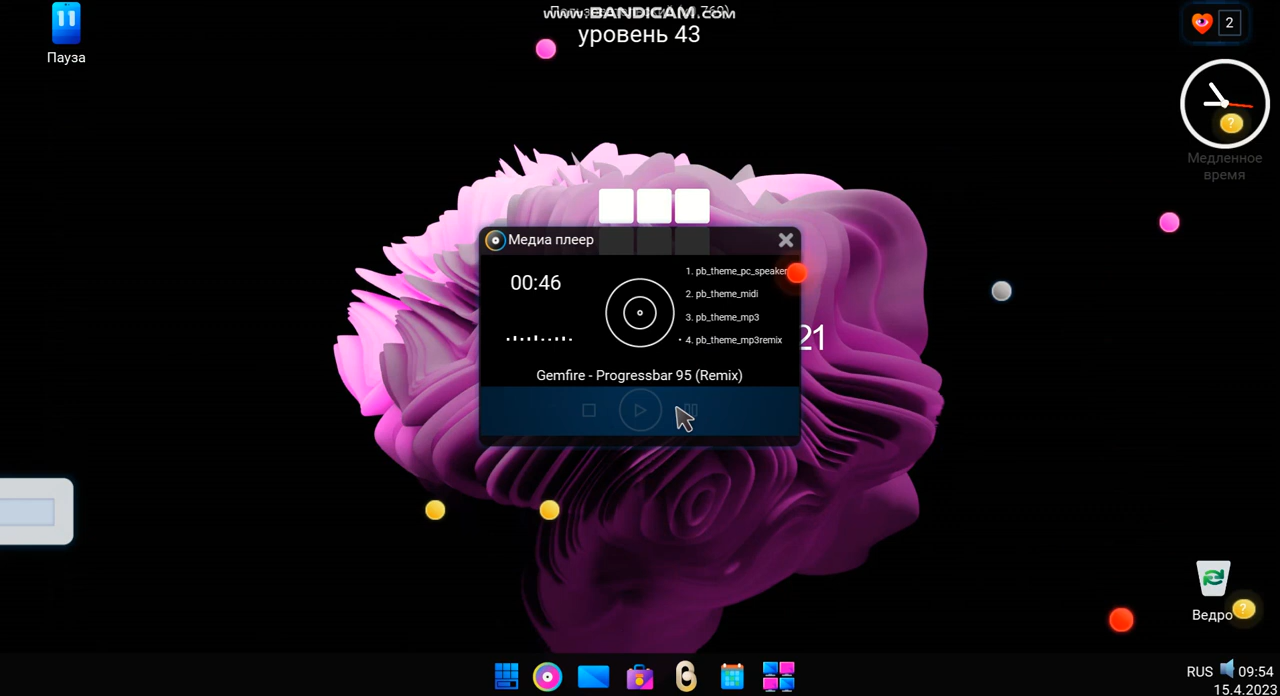 www.BANDICAM.com
уровень 43
2
Пауза
Медленное
время
Медиа плеер
00:46
1. pb_theme_pc_speaker
2. pb_theme_midi
3. pb_theme_mp3
4. pb_theme_mp3remix
21
Gemfire - Progressbar 95 (Remix)
Ведро
?
?
RUS 09:54
15.4.2023